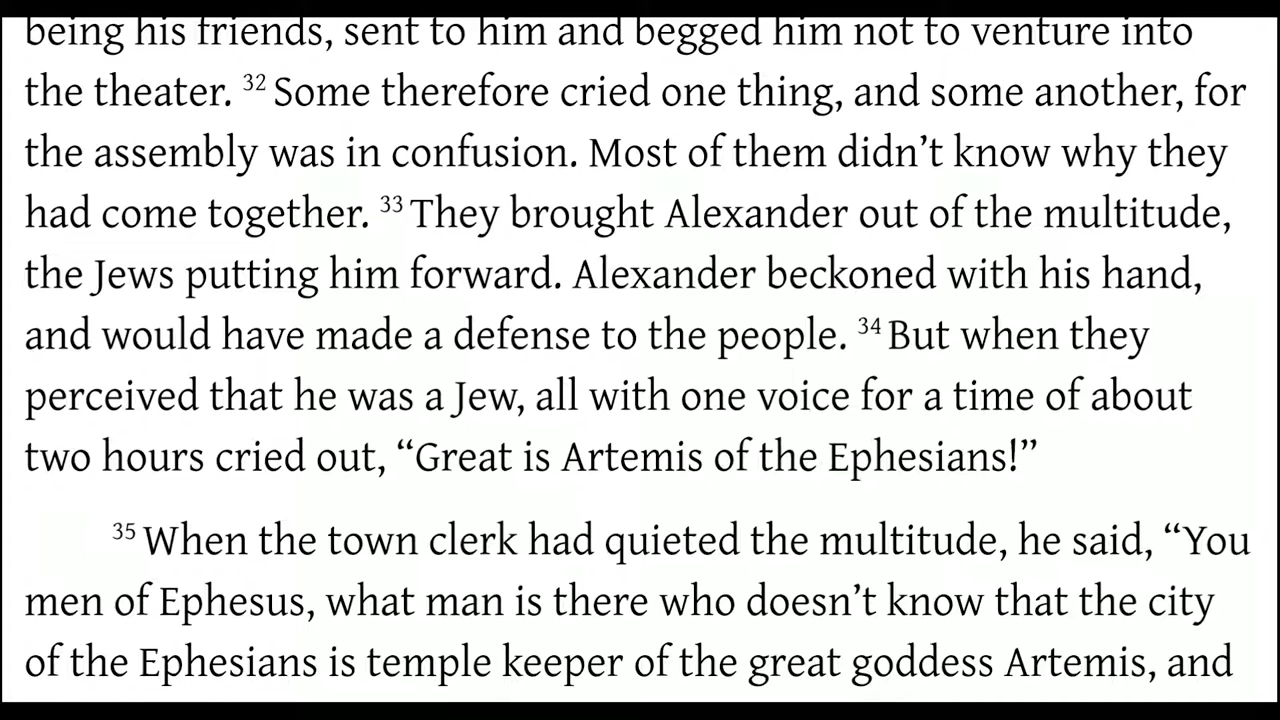 being his friends, sent to him and begged him not to venture into
the theater. 32 Some therefore cried one thing, and some another, for
the assembly was in confusion. Most of them didn’t know why they
had come together. 33 They brought Alexander out of the multitude,
the Jews putting him forward. Alexander beckoned with his hand,
and would have made a defense to the people. 34 But when they
perceived that he was a Jew, all with one voice for a time of about
two hours cried out, “Great is Artemis of the Ephesians!”
35 When the town clerk had quieted the multitude, he said, “You
men of Ephesus, what man is there who doesn’t know that the city
of the Ephesians is temple keeper of the great goddess Artemis, and